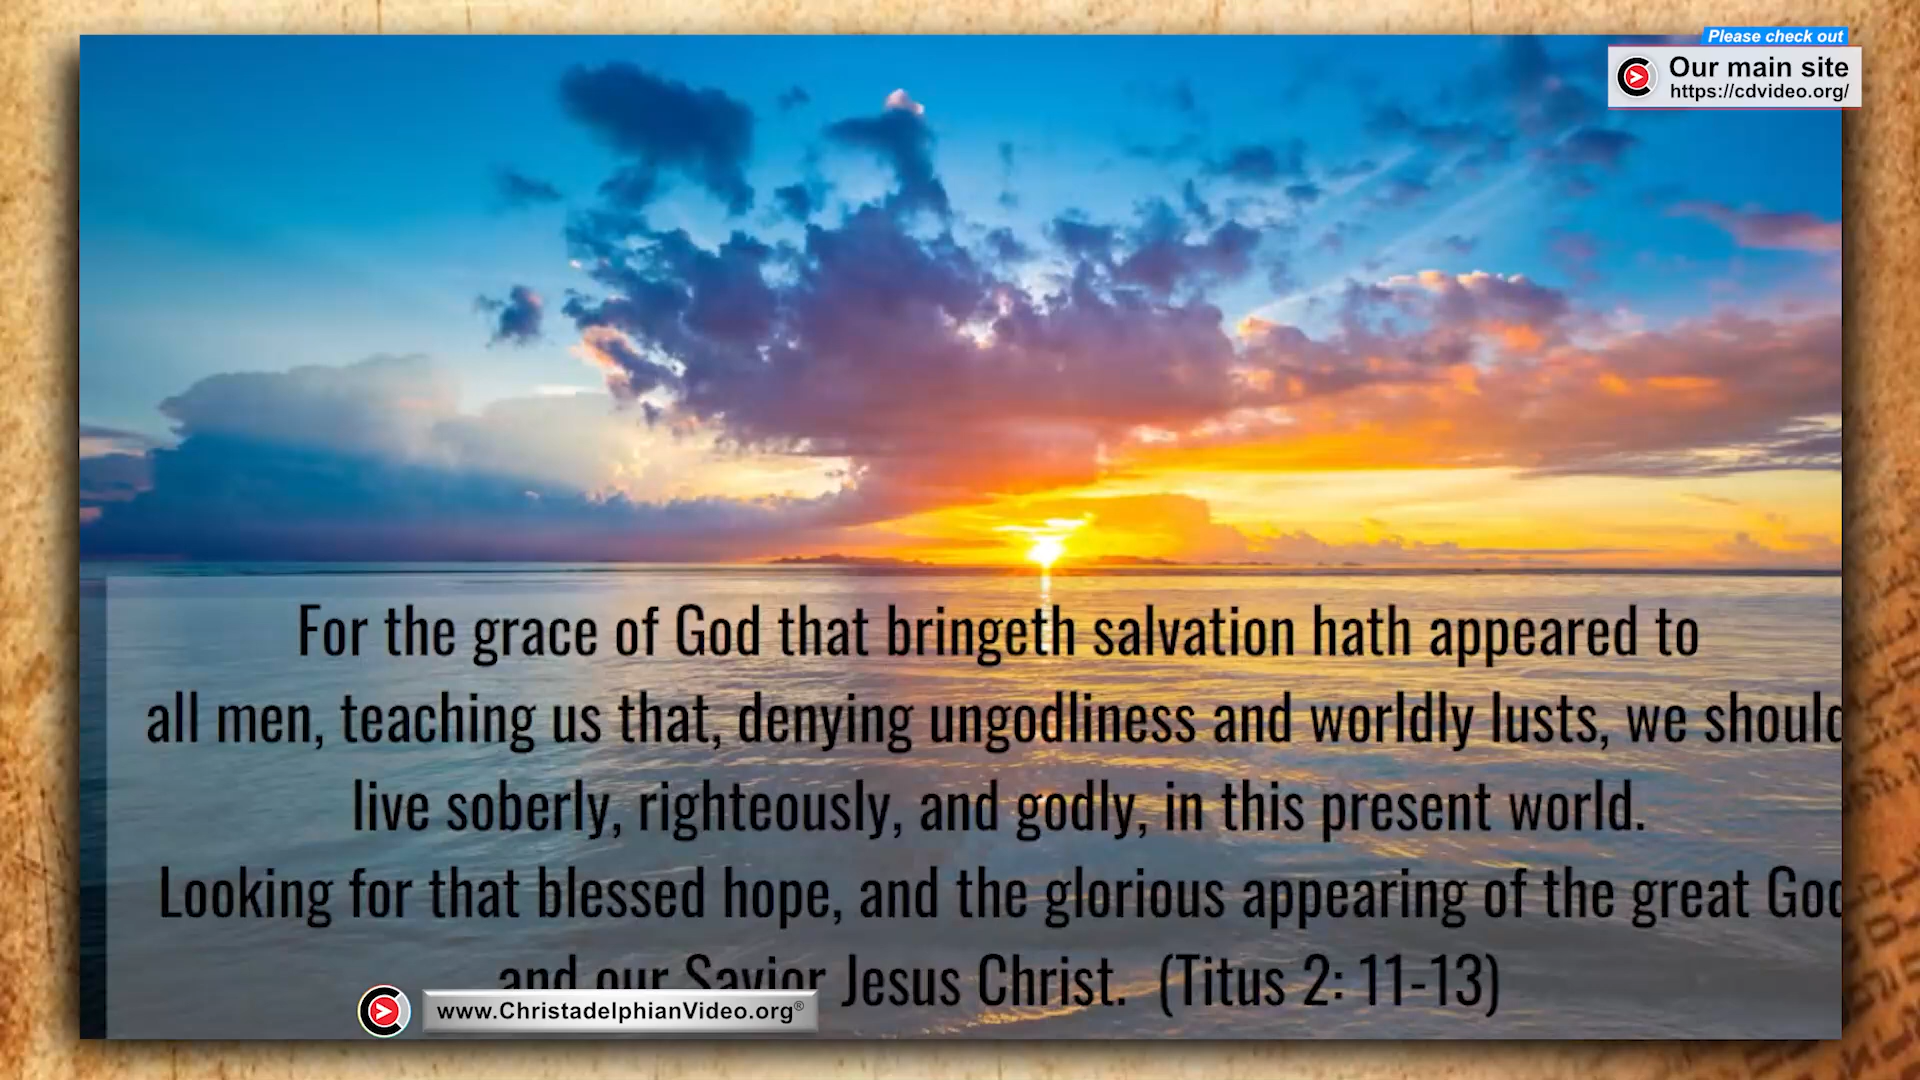 Please check out
Our main site
https://cdvideo.org/
For the grace of God that bringeth salvation hath appeared to
all men, teaching us that, denying ungodliness and worldly lusts, we should
live soberly, righteously, and godly, in this present world.
Looking for that blessed hope, and the glorious appearing of the great God
and our Savior Jesus Christ. (Titus 2: 11-13)
www.ChristadelphianVideo.org®